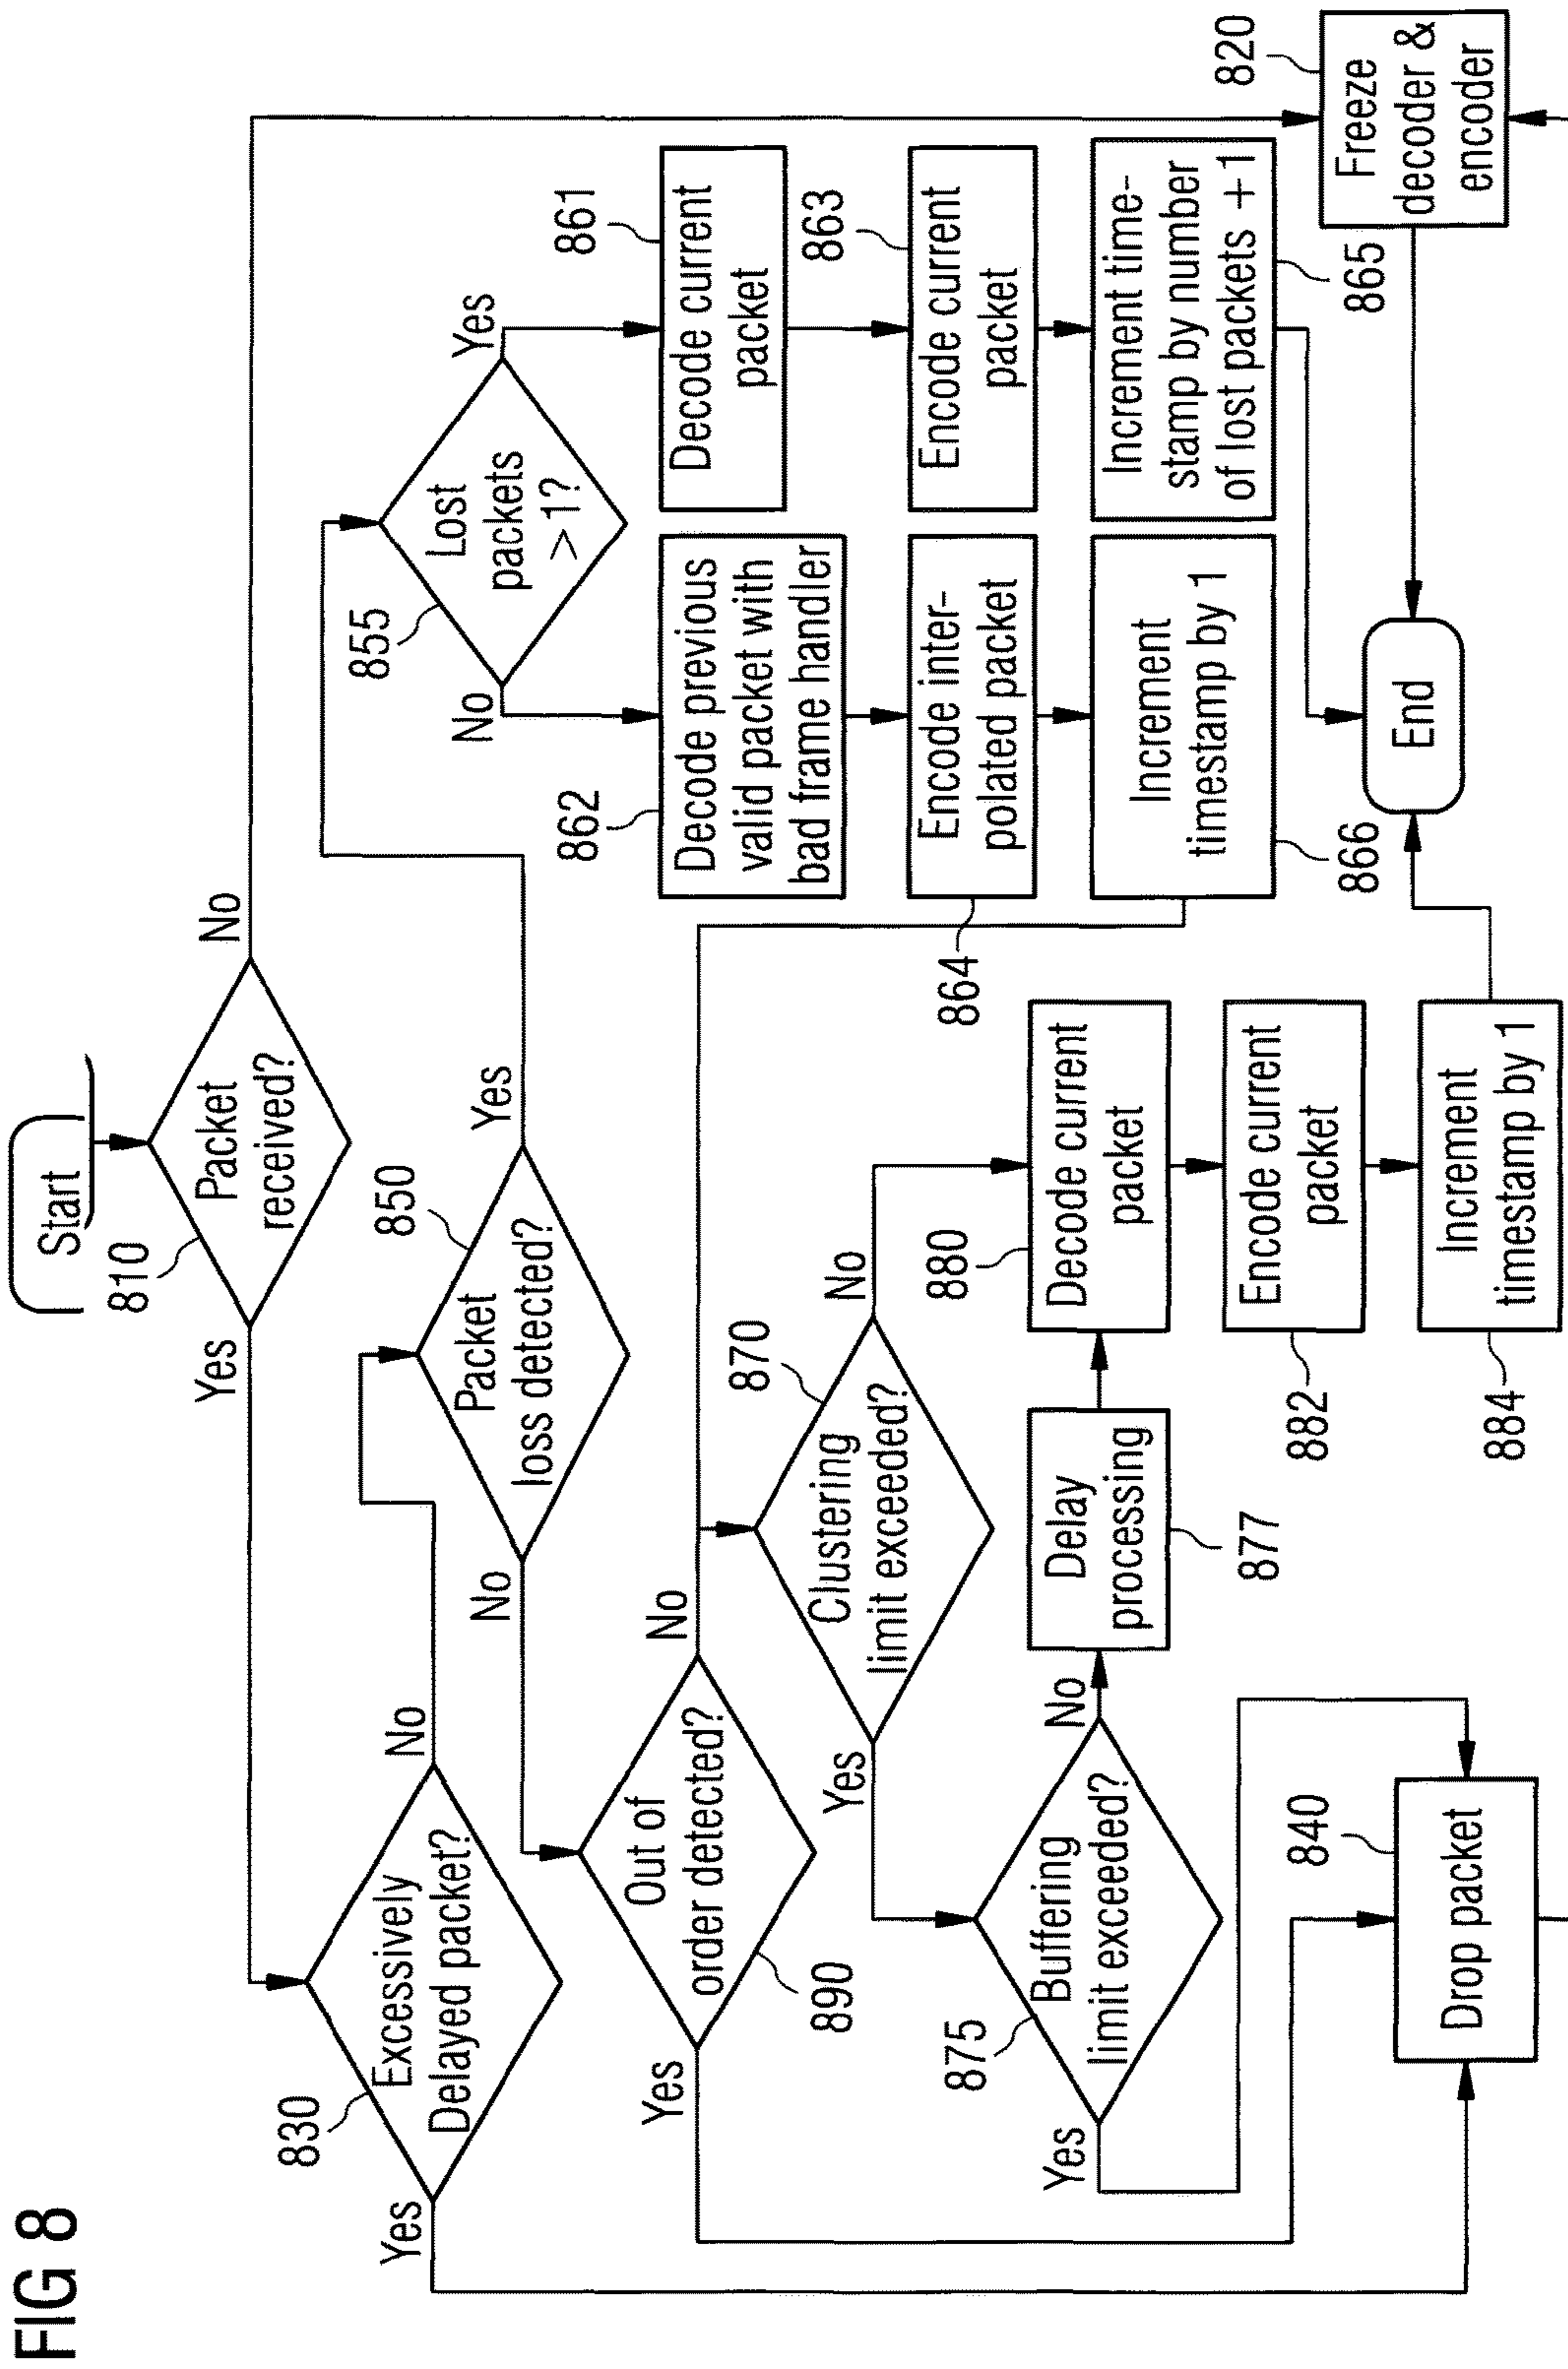 FIG 8
Start
810
Packet
received?
Yes
No
830
Excessively
Delayed packet?
Yes
No
850
Packet
loss detected?
No
Yes
855
Lost
packets
>1?
No
Yes
862
Decode previous
valid packet with
bad frame handler
861
Decode current
packet
864
Encode inter-
polated packet
863
Encode current
packet
866
Increment
timestamp by 1
865
Increment time-
stamp by number
of lost packets +1
890
Out of
order detected?
Yes
No
870
Clustering
limit exceeded?
Yes
No
875
Buffering
limit exceeded?
Yes
No
877
Delay
processing
880
Decode current
packet
882
Encode current
packet
884
Increment
timestamp by 1
840
Drop packet
End
820
Freeze
decoder &
encoder